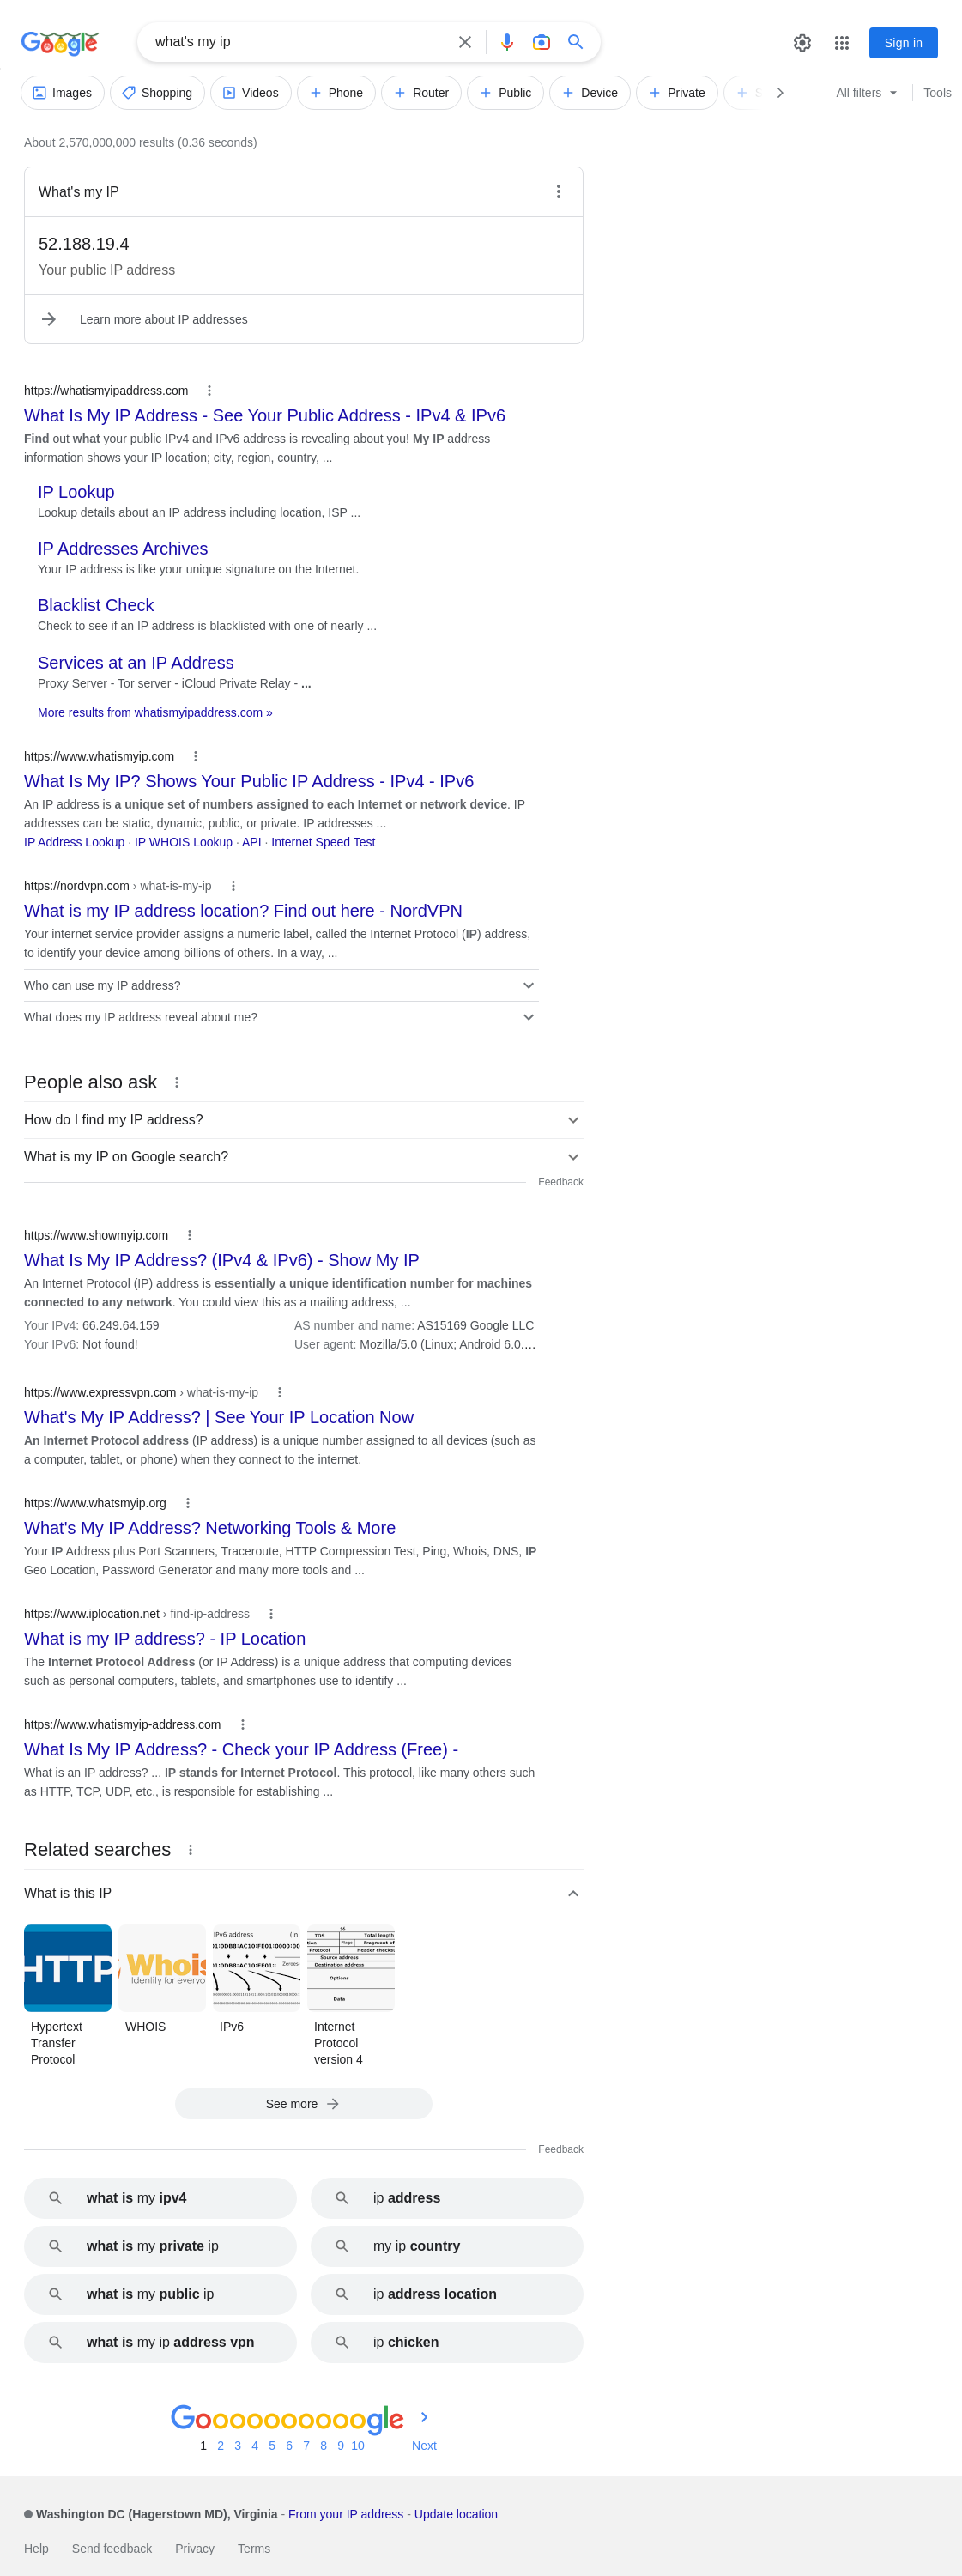 Google
what's my ip
Sign in
Images
Shopping
Videos
Phone
Router
Public
Device
Private
All filters
Tools
About 2,570,000,000 results (0.36 seconds)
What's my IP
52.188.19.4
Your public IP address
Learn more about IP addresses
https://whatismyipaddress.com
What Is My IP Address - See Your Public Address - IPv4 & IPv6
Find out what your public IPv4 and IPv6 address is revealing about you! My IP address
information shows your IP location; city, region, country, ...
IP Lookup
Lookup details about an IP address including location, ISP ...
IP Addresses Archives
Your IP address is like your unique signature on the Internet.
Blacklist Check
Check to see if an IP address is blacklisted with one of nearly ...
Services at an IP Address
Proxy Server - Tor server - iCloud Private Relay - ...
More results from whatismyipaddress.com »
https://www.whatismyip.com
What Is My IP? Shows Your Public IP Address - IPv4 - IPv6
An IP address is a unique set of numbers assigned to each Internet or network device. IP
addresses can be static, dynamic, public, or private. IP addresses ...
IP Address Lookup · IP WHOIS Lookup · API · Internet Speed Test
https://nordvpn.com › what-is-my-ip
What is my IP address location? Find out here - NordVPN
Your internet service provider assigns a numeric label, called the Internet Protocol (IP) address,
to identify your device among billions of others. In a way, ...
Who can use my IP address?
What does my IP address reveal about me?
People also ask
How do I find my IP address?
What is my IP on Google search?
Feedback
https://www.showmyip.com
What Is My IP Address? (IPv4 & IPv6) - Show My IP
An Internet Protocol (IP) address is essentially a unique identification number for machines
connected to any network. You could view this as a mailing address, ...
Your IPv4: 66.249.64.159
AS number and name: AS15169 Google LLC
Your IPv6: Not found!
User agent: Mozilla/5.0 (Linux; Android 6.0....
https://www.expressvpn.com › what-is-my-ip
What's My IP Address? | See Your IP Location Now
An Internet Protocol address (IP address) is a unique number assigned to all devices (such as
a computer, tablet, or phone) when they connect to the internet.
https://www.whatsmyip.org
What's My IP Address? Networking Tools & More
Your IP Address plus Port Scanners, Traceroute, HTTP Compression Test, Ping, Whois, DNS, IP
Geo Location, Password Generator and many more tools and ...
https://www.iplocation.net › find-ip-address
What is my IP address? - IP Location
The Internet Protocol Address (or IP Address) is a unique address that computing devices
such as personal computers, tablets, and smartphones use to identify ...
https://www.whatismyip-address.com
What Is My IP Address? - Check your IP Address (Free) -
What is an IP address? ... IP stands for Internet Protocol. This protocol, like many others such
as HTTP, TCP, UDP, etc., is responsible for establishing ...
Related searches
What is this IP
HTTP
Whois
Identity for everyo
IPv6 address (in
Zeroes
TOS
Total length
Flags
Fragment of
Protocol
Header checks
Source address
Destination address
Options
Data
Hypertext
Transfer
Protocol
WHOIS
IPv6
Internet
Protocol
version 4
See more
Feedback
what is my ipv4
ip address
what is my private ip
my ip country
what is my public ip
ip address location
what is my ip address vpn
ip chicken
Goooooooooogle
1 2 3 4 5 6 7 8 9 10 Next
Washington DC (Hagerstown MD), Virginia - From your IP address - Update location
Help Send feedback Privacy Terms